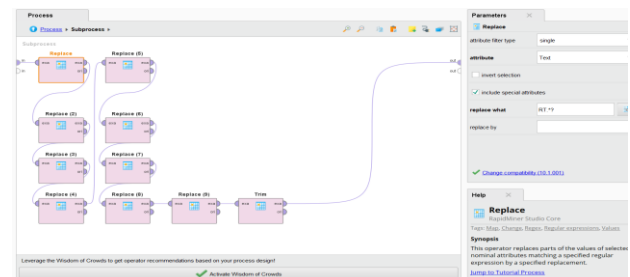 Process
Process ▸ Subprocess ▸
Subprocess
Replace
Replace (5)
Replace (2)
Replace (6)
Replace (3)
Replace (7)
Replace (4)
Replace (8)
Replace (9)
Trim
Leverage the Wisdom of Crowds to get operator recommendations based on your process design!
Activate Wisdom of Crowds
Parameters
Replace
attribute filter type
single
attribute
Text
invert selection
include special attributes
replace what
replace by
Change compatibility (10.1.001)
Help
Replace
RapidMiner Studio Core
Tags: Map, Change, Regex, Regular expressions, Values
Synopsis
This operator replaces parts of the values of selected
nominal attributes matching a specified regular
expression by a specified replacement.
Jump to Tutorial Process